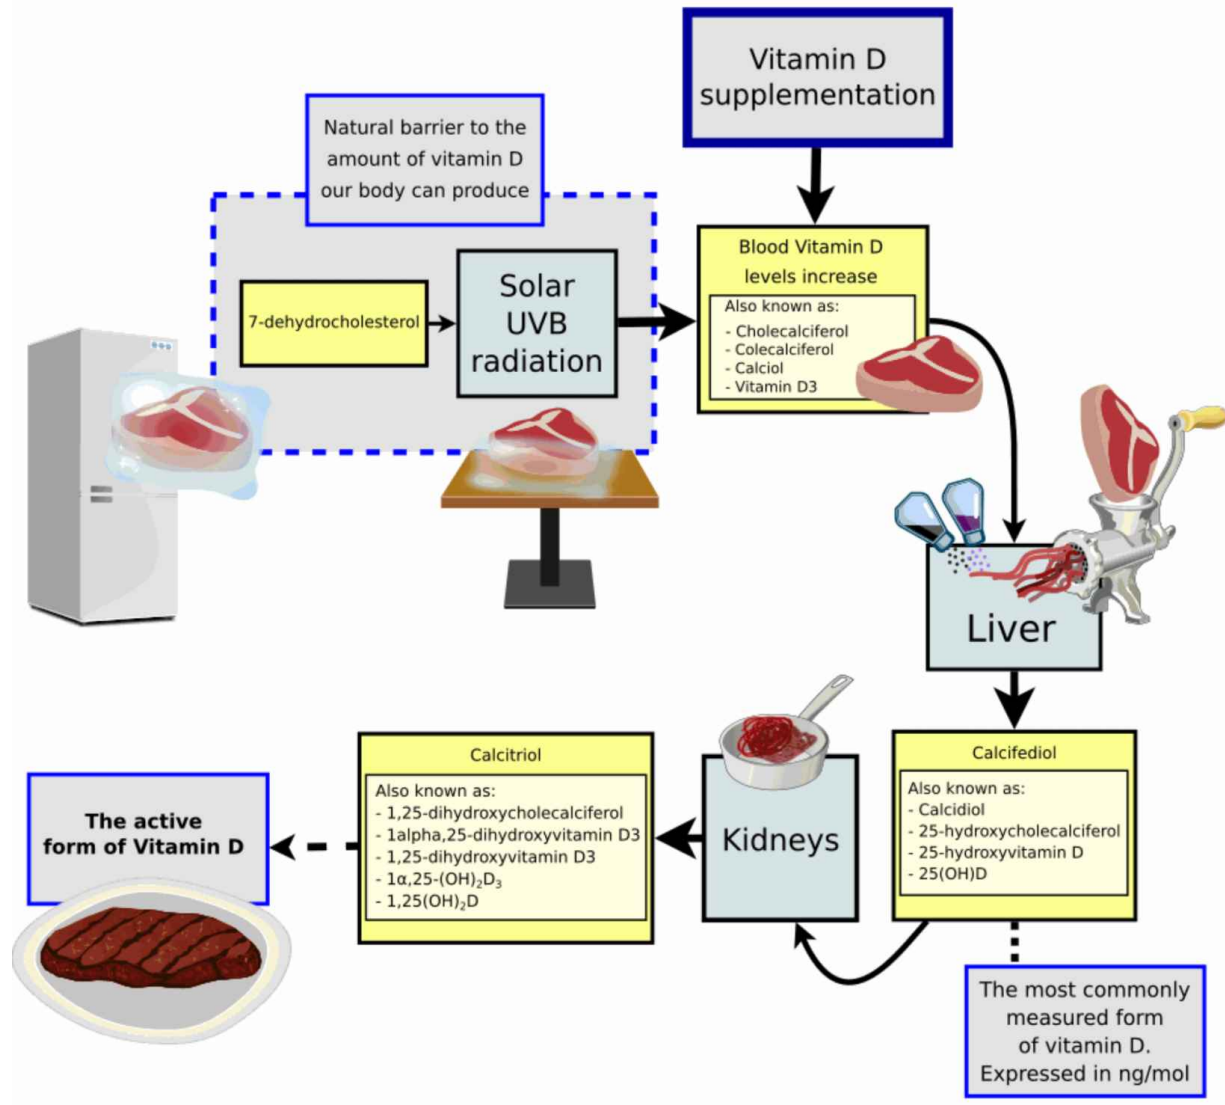 Vitamin D
supplementation
Natural barrier to the
amount of vitamin D
our body can produce
7-dehydrocholesterol
Solar
UVB
radiation
Blood Vitamin D
levels increase
Also known as:
- Cholecalciferol
- Colecalciferol
- Calciol
- Vitamin D3
Liver
Calcifediol
Also known as:
- Calcidiol
- 25-hydroxycholecalciferol
- 25-hydroxyvitamin D
- 25(OH)D
The most commonly
measured form
of vitamin D.
Expressed in ng/mol
Kidneys
Calcitriol
Also known as:
- 1,25-dihydroxycholecalciferol
- 1alpha,25-dihydroxyvitamin D3
- 1,25-dihydroxyvitamin D3
- 1α,25-(OH)₂D₃
- 1,25(OH)₂D
The active
form of Vitamin D